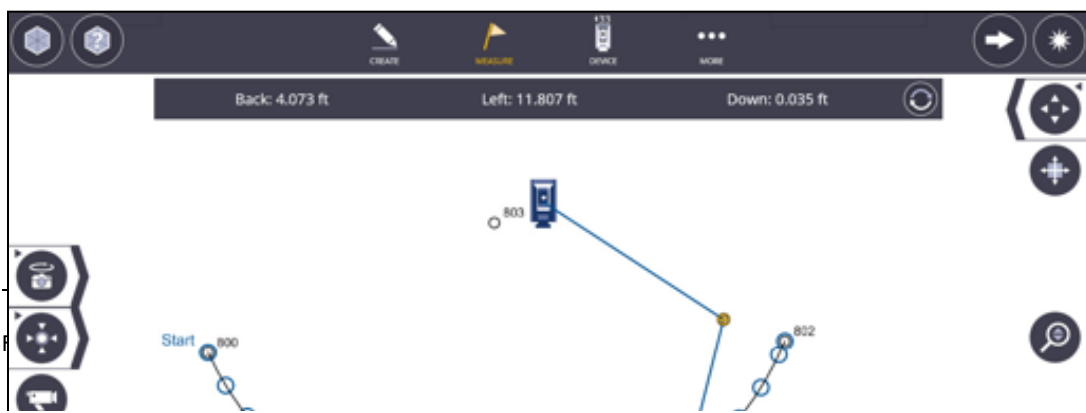 133
CREATE MEASURE DEVICE MORE
Back: 4.073 ft Left: 11.807 ft Down: 0.035 ft
803
802
Start 800